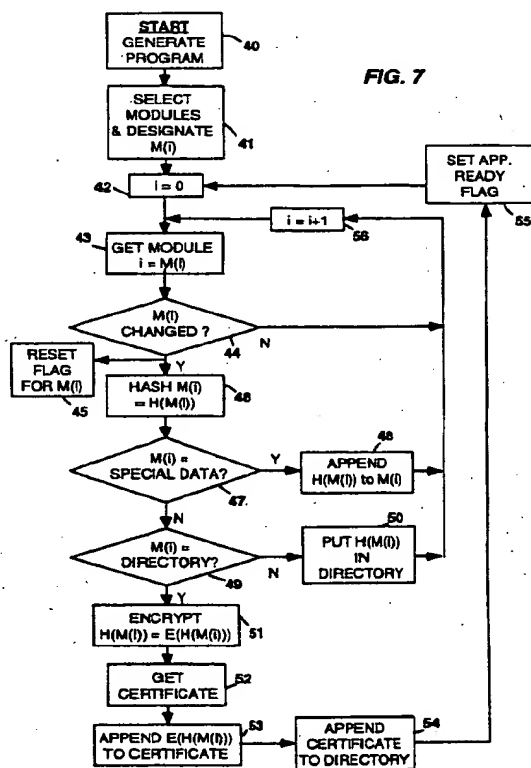 START
GENERATE
PROGRAM
40
FIG. 7
SELECT
MODULES
& DESIGNATE
M(i)
41
SET APP.
READY
FLAG
55
i = 0
42
i = i+1
56
43
GET MODULE
i = M(i)
M(i)
CHANGED ?
44
N
Y
RESET
FLAG
FOR M(i)
45
HASH M(i)
= H(M(i))
46
M(i) =
SPECIAL DATA?
47
Y
N
48
APPEND
H(M(i)) to M(i)
M(i) =
DIRECTORY?
49
N
Y
50
PUT H(M(i))
IN
DIRECTORY
ENCRYPT
H(M(i)) = E(H(M(i)))
51
GET
CERTIFICATE
52
APPEND E(H(M(i)))
TO CERTIFICATE
53
APPEND
CERTIFICATE
TO DIRECTORY
54